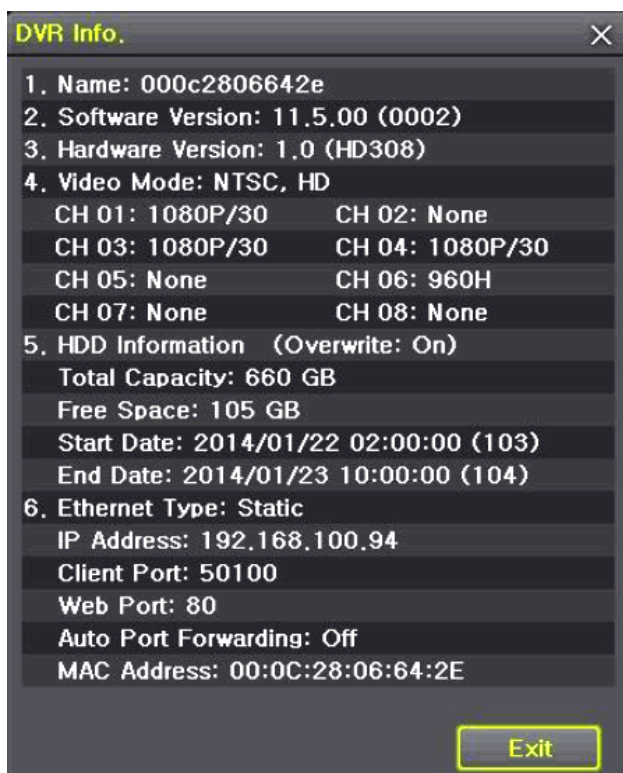 DVR Info.
1. Name: 000c2806642e
2. Software Version: 11.5.00 (0002)
3. Hardware Version: 1.0 (HD308)
4. Video Mode: NTSC, HD
CH 01: 1080P/30 CH 02: None
CH 03: 1080P/30 CH 04: 1080P/30
CH 05: None CH 06: 960H
CH 07: None CH 08: None
5. HDD Information (Overwrite: On)
Total Capacity: 660 GB
Free Space: 105 GB
Start Date: 2014/01/22 02:00:00 (103)
End Date: 2014/01/23 10:00:00 (104)
6. Ethernet Type: Static
IP Address: 192.168.100.94
Client Port: 50100
Web Port: 80
Auto Port Forwarding: Off
MAC Address: 00:0C:28:06:64:2E
Exit